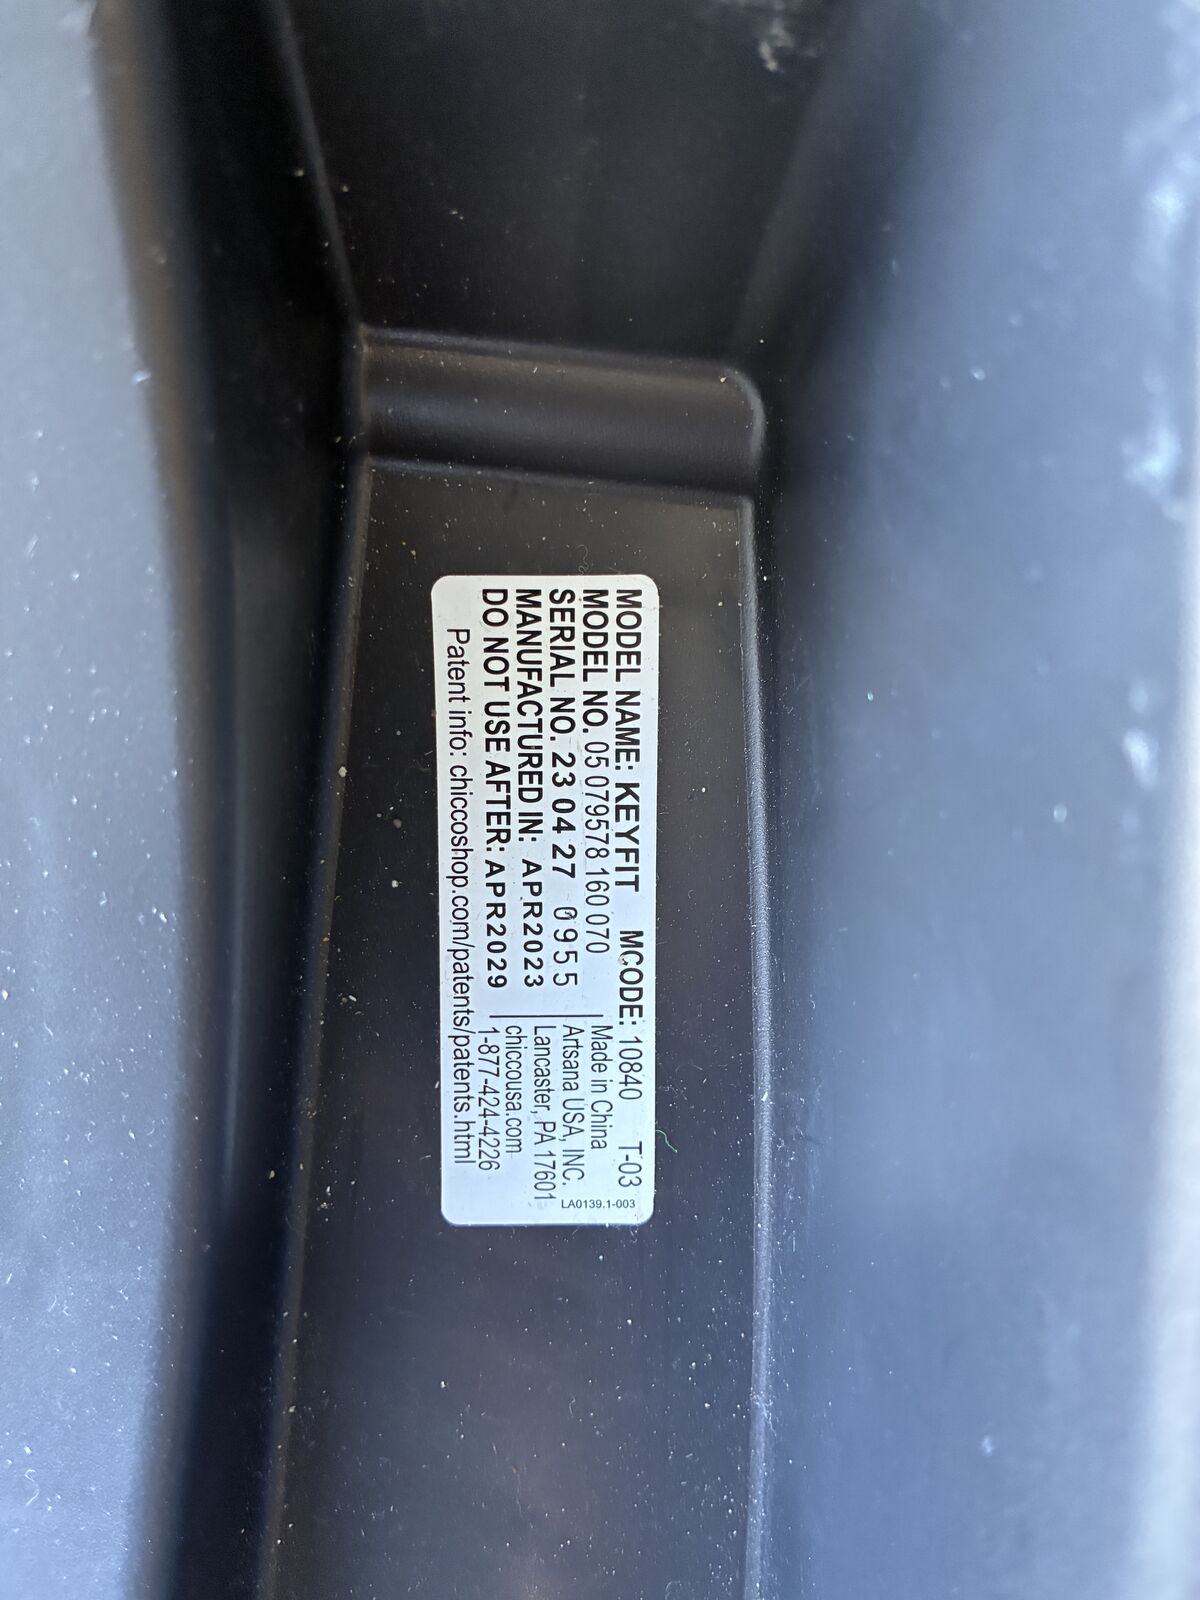 MODEL NAME: KEYFIT MCODE: 10840 T-03
MODEL NO. 05 079578 160 070
SERIAL NO. 23 04 27 0955
MANUFACTURED IN: APR2023
DO NOT USE AFTER: APR2029
Made in China
Artsana USA, INC.
Lancaster, PA 17601
chiccousa.com
1-877-424-4226
Patent info: chiccoshop.com/patents/patents.html
LA0139.1-003